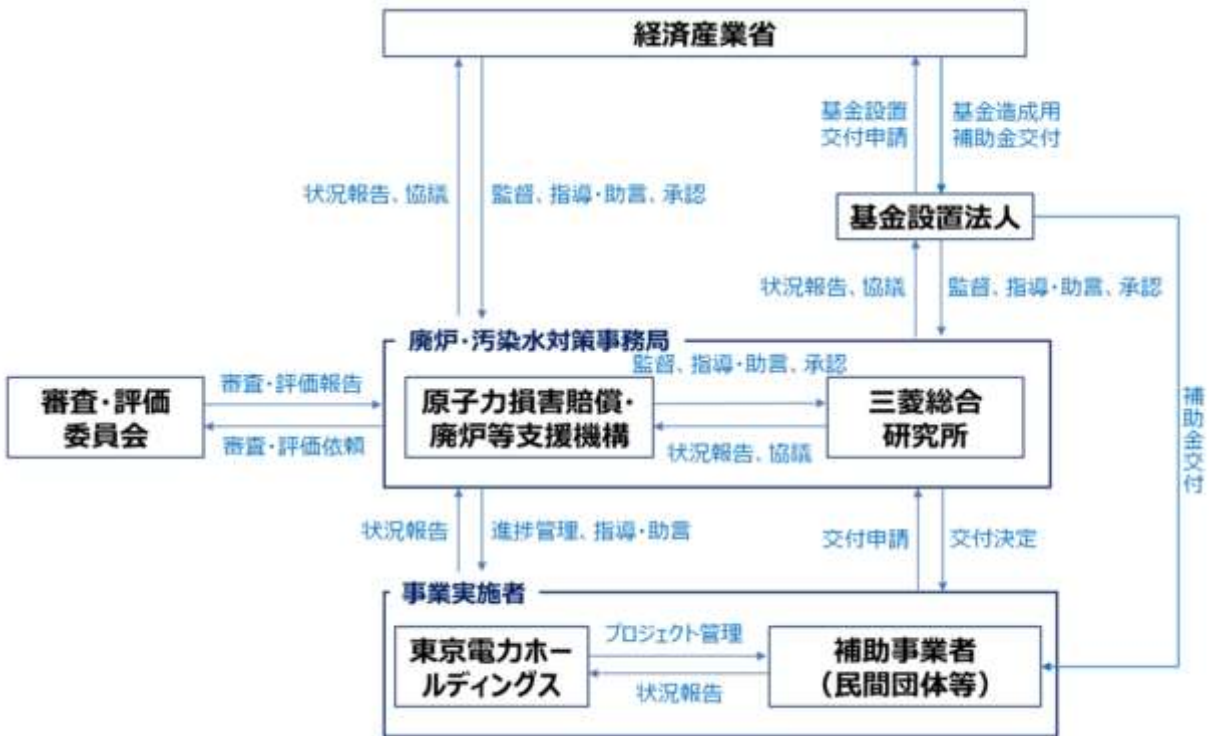 経済産業省
基金設置
交付申請
基金造成用
補助金交付
状況報告、協議
監督、指導・助言、承認
基金設置法人
状況報告、協議
監督、指導・助言、承認
廃炉・汚染水対策事務局
監督、指導・助言、承認
審査・評価
委員会
審査・評価報告
審査・評価依頼
原子力損害賠償・
廃炉等支援機構
状況報告、協議
三菱総合
研究所
補助金交付
状況報告
進捗管理、指導・助言
交付申請
交付決定
事業実施者
東京電力ホー
ルディングス
プロジェクト管理
状況報告
補助事業者
（民間団体等）